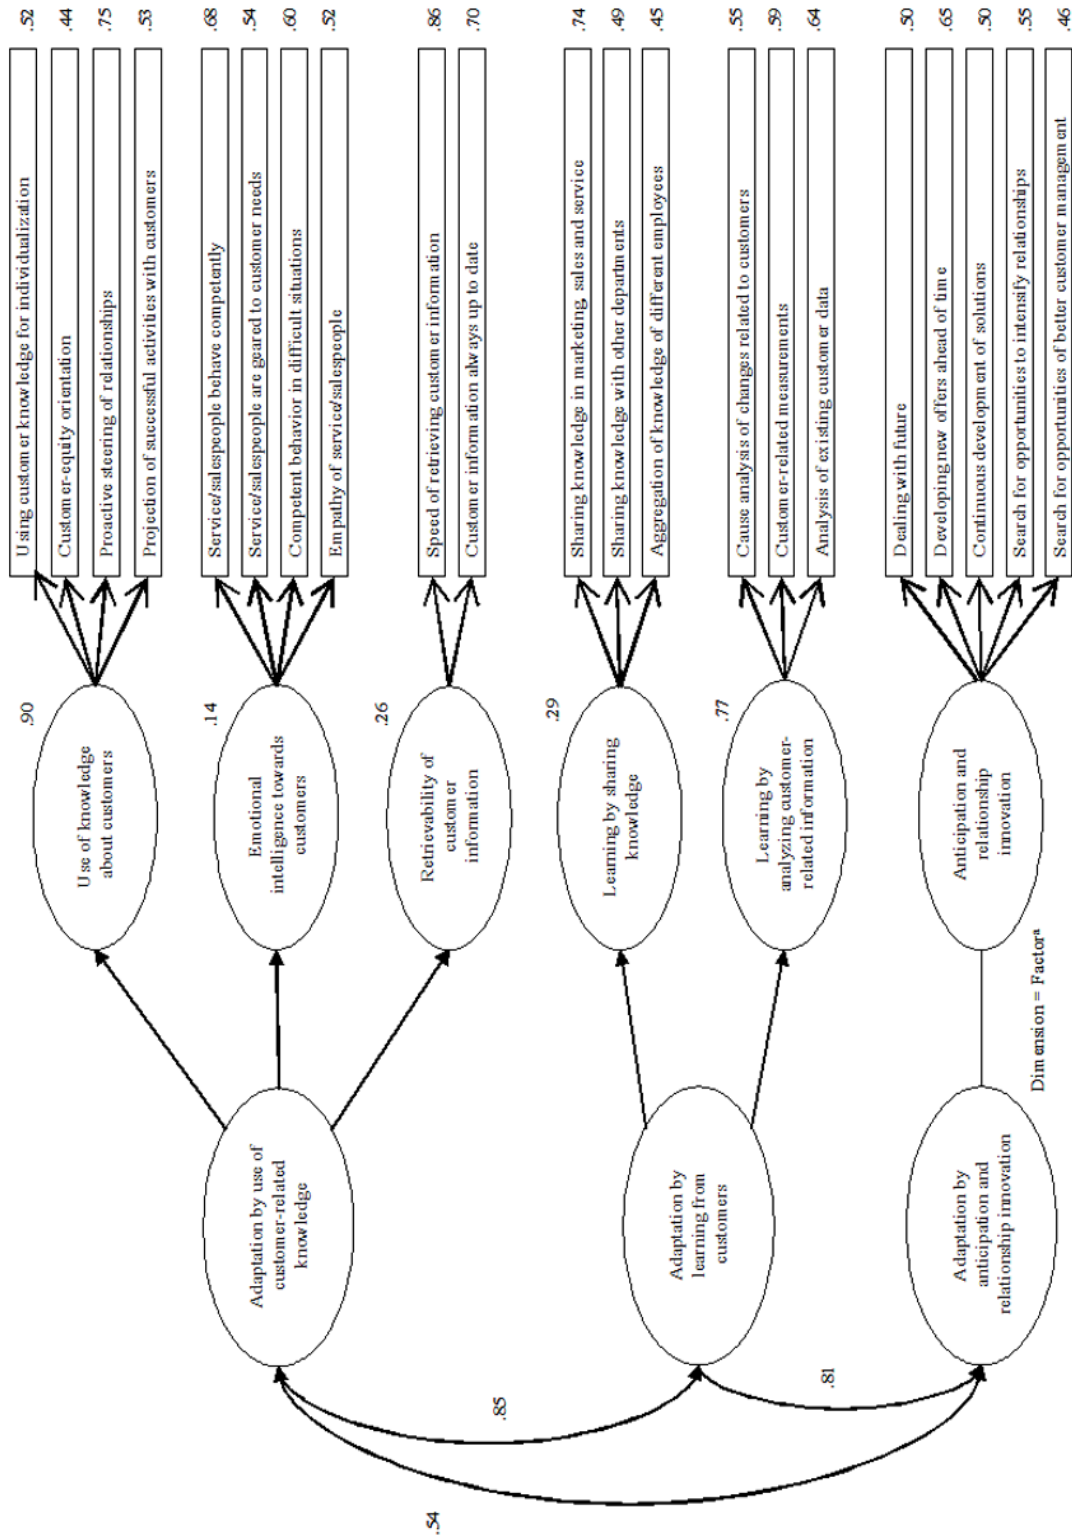 .54
.85
.81
Adaptation by use of
customer-related
knowledge
Adaptation by
learning from
customers
Adaptation by
anticipation and
relationship innovation
Dimension = Factorª
.90
Use of knowledge
about customers
.14
Emotional
intelligence towards
customers
.26
Retrievability of
customer
information
.29
Learning by sharing
knowledge
.77
Learning by
analyzing customer-
related information
Anticipation and
relationship
innovation
Using customer knowledge for individualization
.52
Customer-equity orientation
.44
Proactive steering of relationships
.75
Projection of successful activities with customers
.53
Service/salespeople behave competently
.68
Service/salespeople are geared to customer needs
.54
Competent behavior in difficult situations
.60
Empathy of service/salespeople
.52
Speed of retrieving customer information
.86
Customer information always up to date
.70
Sharing knowledge in marketing, sales and service
.74
Sharing knowledge with other departments
.49
Aggregation of knowledge of different employees
.45
Cause analysis of changes related to customers
.55
Customer-related measurements
.59
Analysis of existing customer data
.64
Dealing with future
.50
Developing new offers ahead of time
.65
Continuous development of solutions
.50
Search for opportunities to intensify relationships
.55
Search for opportunities of better customer management
.46